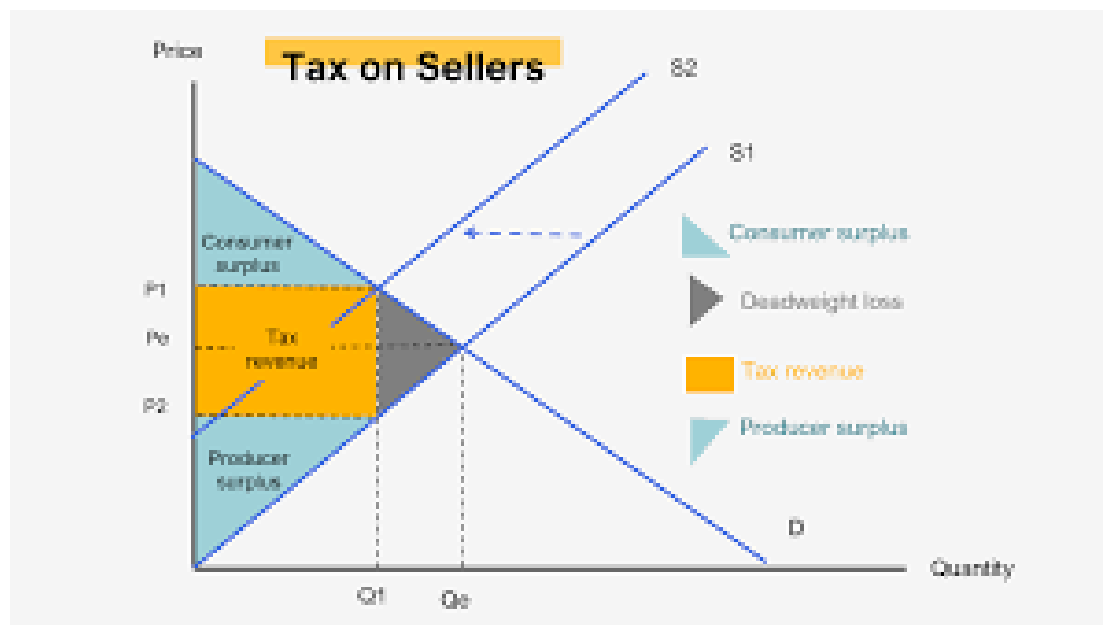 Price
Tax on Sellers
S2
S1
Consumer
surplus
Consumer surplus
P1
Deadweight loss
Pe
Tax
revenue
Tax revenue
P2
Producer surplus
Producer
surplus
D
Quantity
Q1
Qe